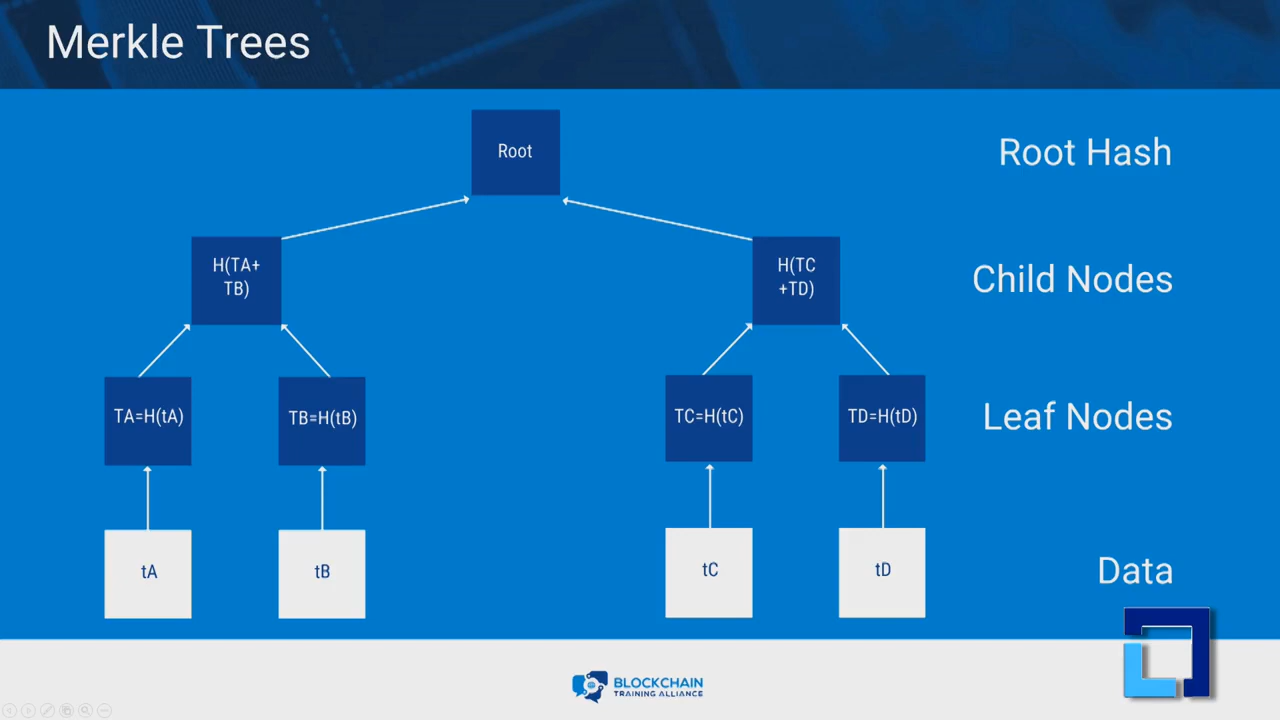 Merkle Trees
Root
Root Hash
H(TA+
TB)
H(TC
+TD)
Child Nodes
TA=H(tA)
TB=H(tB)
TC=H(tC)
TD=H(tD)
Leaf Nodes
tA
tB
tC
tD
Data
BLOCKCHAIN
TRAINING ALLIANCE